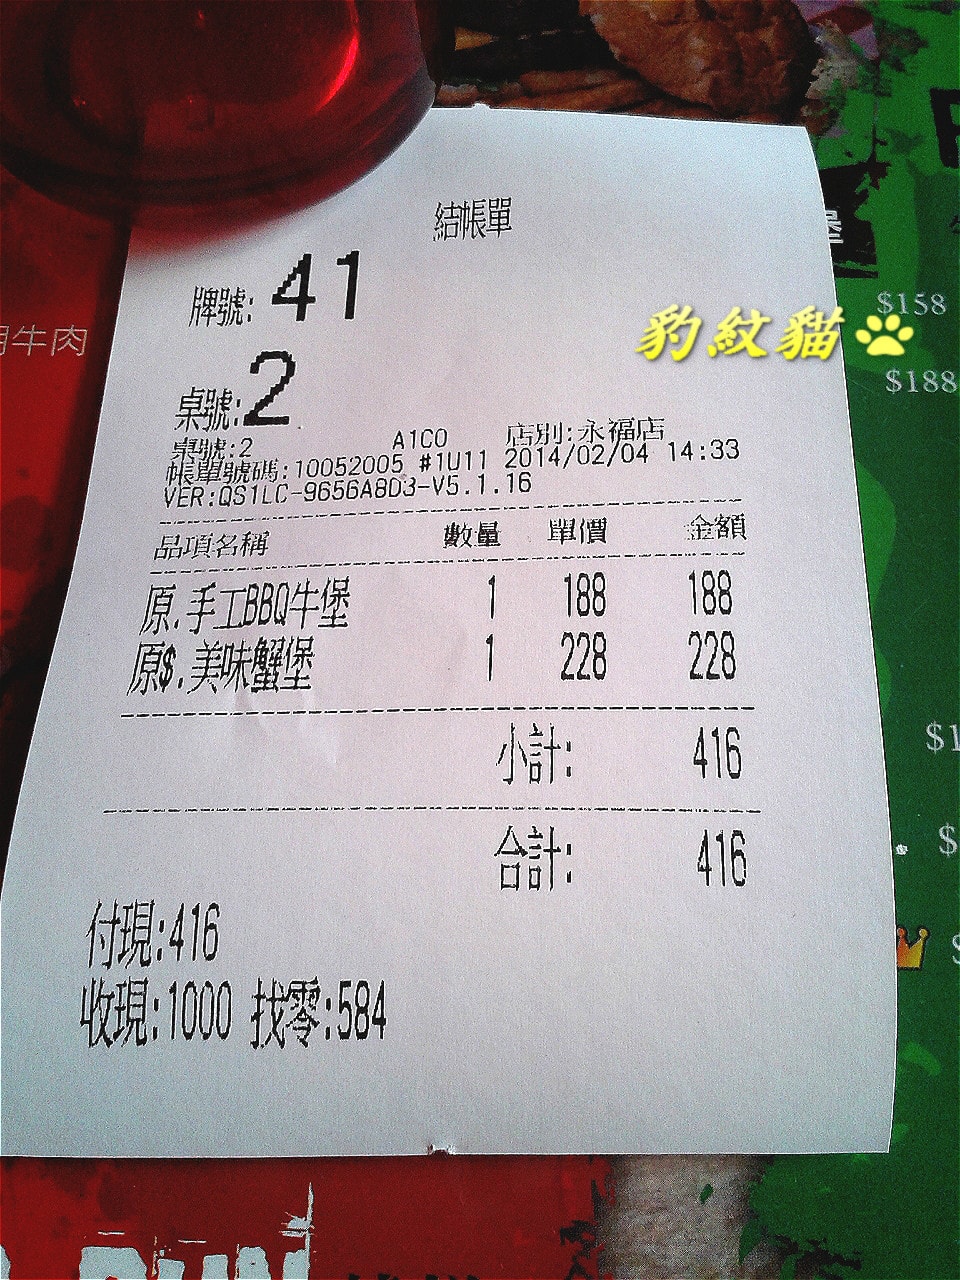 結帳單
牌號: 41
桌號:2
桌號:2 A1C0 店別:永福店
帳單號碼:10052005 #1U11 2014/02/04 14:33
VER:QS1LC-9656A8D3-V5.1.16
品項名稱 數量 單價 金額
原.手工BBQ牛堡 1 188 188
原$.美味蟹堡 1 228 228
小計: 416
合計: 416
付現:416
收現:1000 找零:584
豹紋貓
牛肉
堡
$158
$188